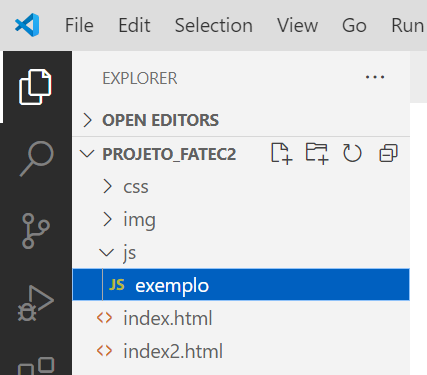 File Edit Selection View Go Run
EXPLORER ...
OPEN EDITORS
PROJETO_FATEC2
css
img
js
JS exemplo
<> index.html
<> index2.html